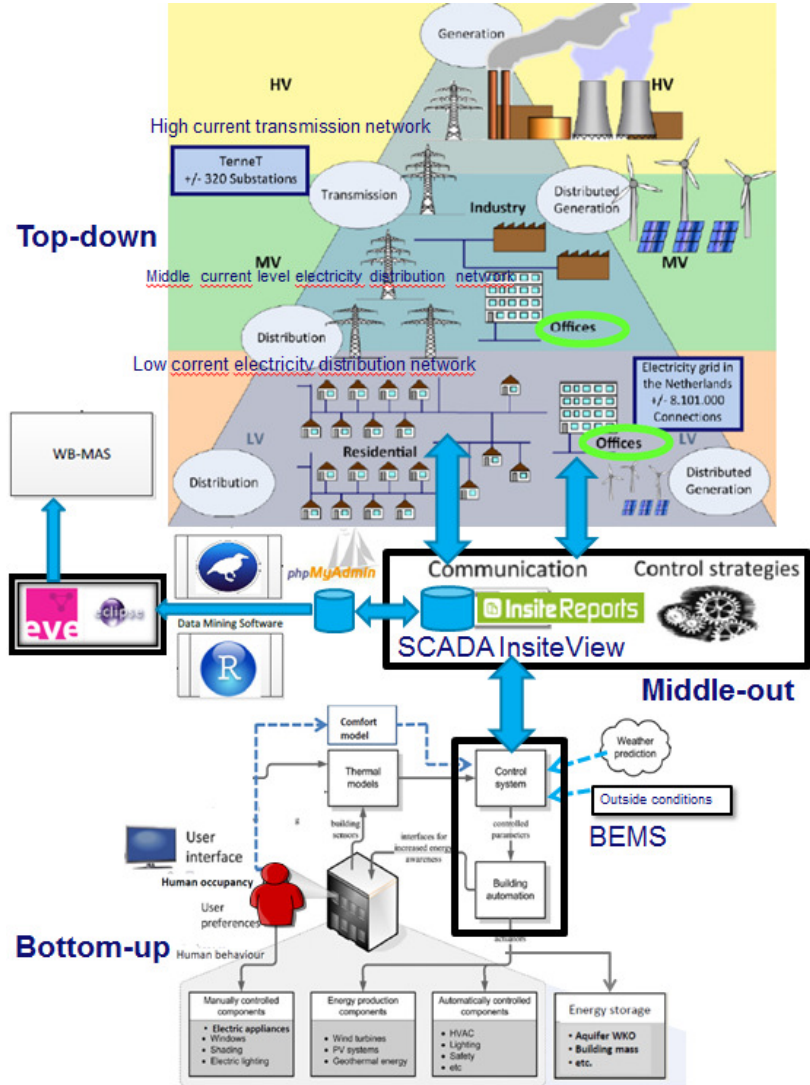 Generation
HV
HV
High current transmission network
TenneT
+/- 320 Substations
Transmission
Distributed
Generation
Industry
Top-down
MV
MV
Middle current level electricity distribution network
Offices
Distribution
Low corrent electricity distribution network
Electricity grid in
the Netherlands
+/- 8.101.000
Connections
LV
LV
Offices
Residential
WB-MAS
Distribution
Distributed
Generation
phpMyAdmin
Communication
Control strategies
eve
eclipse
Data Mining Software
InsiteReports
R
SCADA InsiteView
Middle-out
Comfort
model
Weather
prediction
Thermal
models
Control
system
Outside conditions
g
building
sensors
interfaces for
increased energy
awareness
controlled
parameters
BEMS
User
interface
Human occupancy
Building
automation
User
preferences
Bottom-up
Human behaviour
actuators
Manually controlled
components
• Electric appliances
• Windows
• Shading
• Electric lighting
Energy production
components
• Wind turbines
• PV systems
• Geothermal energy
Automatically controlled
components
• HVAC
• Lighting
• Safety
• etc
Energy storage
• Aquifer WKO
• Building mass
• etc.